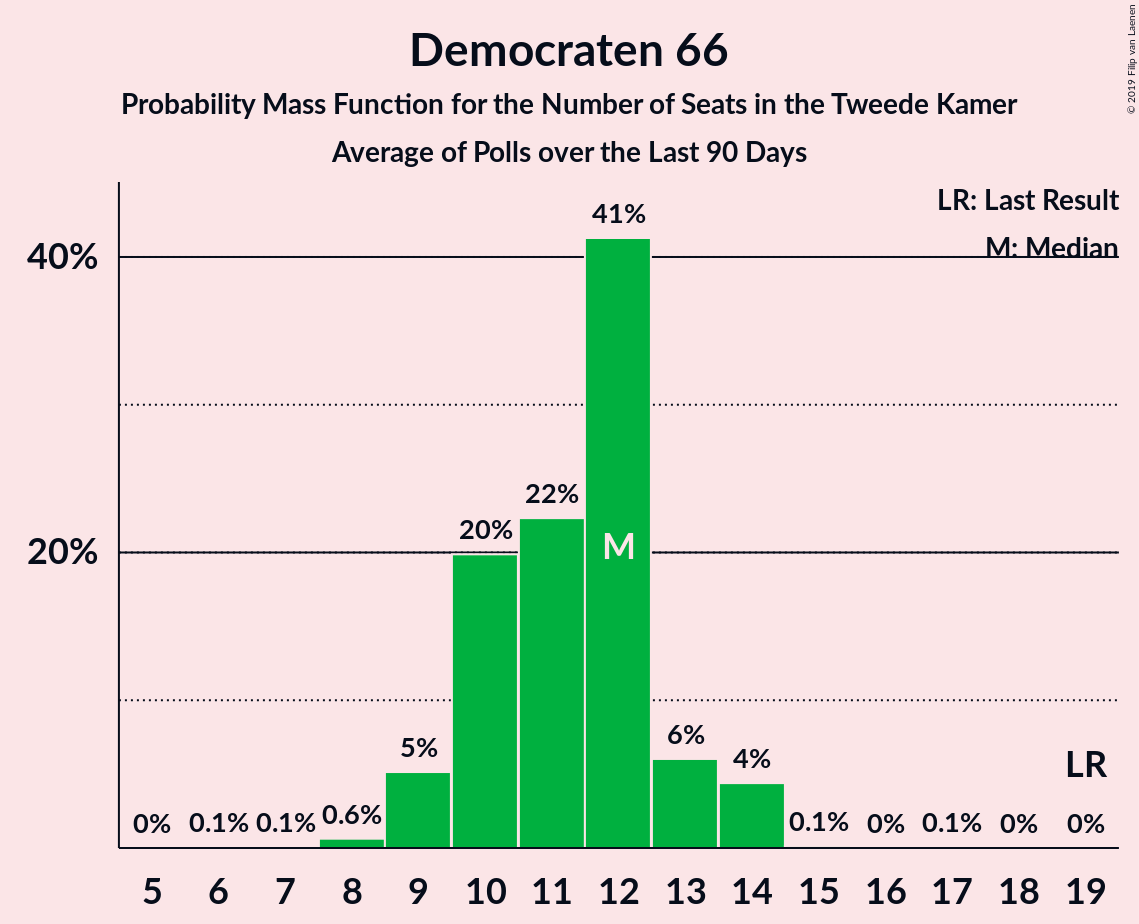 Democraten 66
Probability Mass Function for the Number of Seats in the Tweede Kamer
Average of Polls over the Last 90 Days
© 2019 Filip van Laenen
LR: Last Result
M: Median
40%
20%
0%
0.1%
0.1%
0.6%
5%
20%
22%
41%
M
6%
4%
0.1%
0%
0.1%
0%
0%
LR
5 6 7 8 9 10 11 12 13 14 15 16 17 18 19